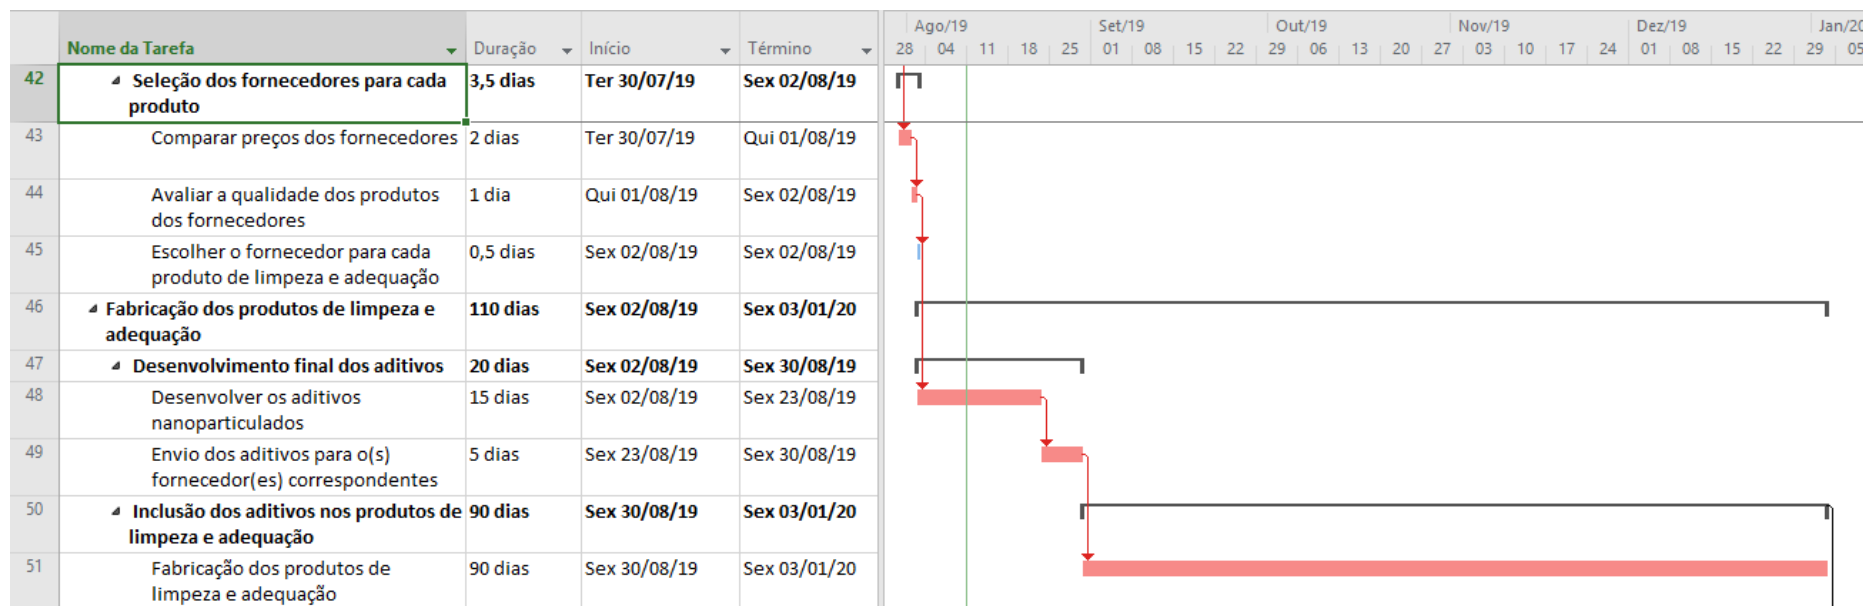 Ago/19 Set/19 Out/19 Nov/19 Dez/19 Jan/20
Nome da Tarefa Duração Início Término 28 04 11 18 25 01 08 15 22 29 06 13 20 27 03 10 17 24 01 08 15 22 29 05
42 Seleção dos fornecedores para cada 3,5 dias Ter 30/07/19 Sex 02/08/19
produto
43 Comparar preços dos fornecedores 2 dias Ter 30/07/19 Qui 01/08/19
44 Avaliar a qualidade dos produtos 1 dia Qui 01/08/19 Sex 02/08/19
dos fornecedores
45 Escolher o fornecedor para cada 0,5 dias Sex 02/08/19 Sex 02/08/19
produto de limpeza e adequação
46 Fabricação dos produtos de limpeza e 110 dias Sex 02/08/19 Sex 03/01/20
adequação
47 Desenvolvimento final dos aditivos 20 dias Sex 02/08/19 Sex 30/08/19
48 Desenvolver os aditivos 15 dias Sex 02/08/19 Sex 23/08/19
nanoparticulados
49 Envio dos aditivos para o(s) 5 dias Sex 23/08/19 Sex 30/08/19
fornecedor(es) correspondentes
50 Inclusão dos aditivos nos produtos de 90 dias Sex 30/08/19 Sex 03/01/20
limpeza e adequação
51 Fabricação dos produtos de 90 dias Sex 30/08/19 Sex 03/01/20
limpeza e adequação